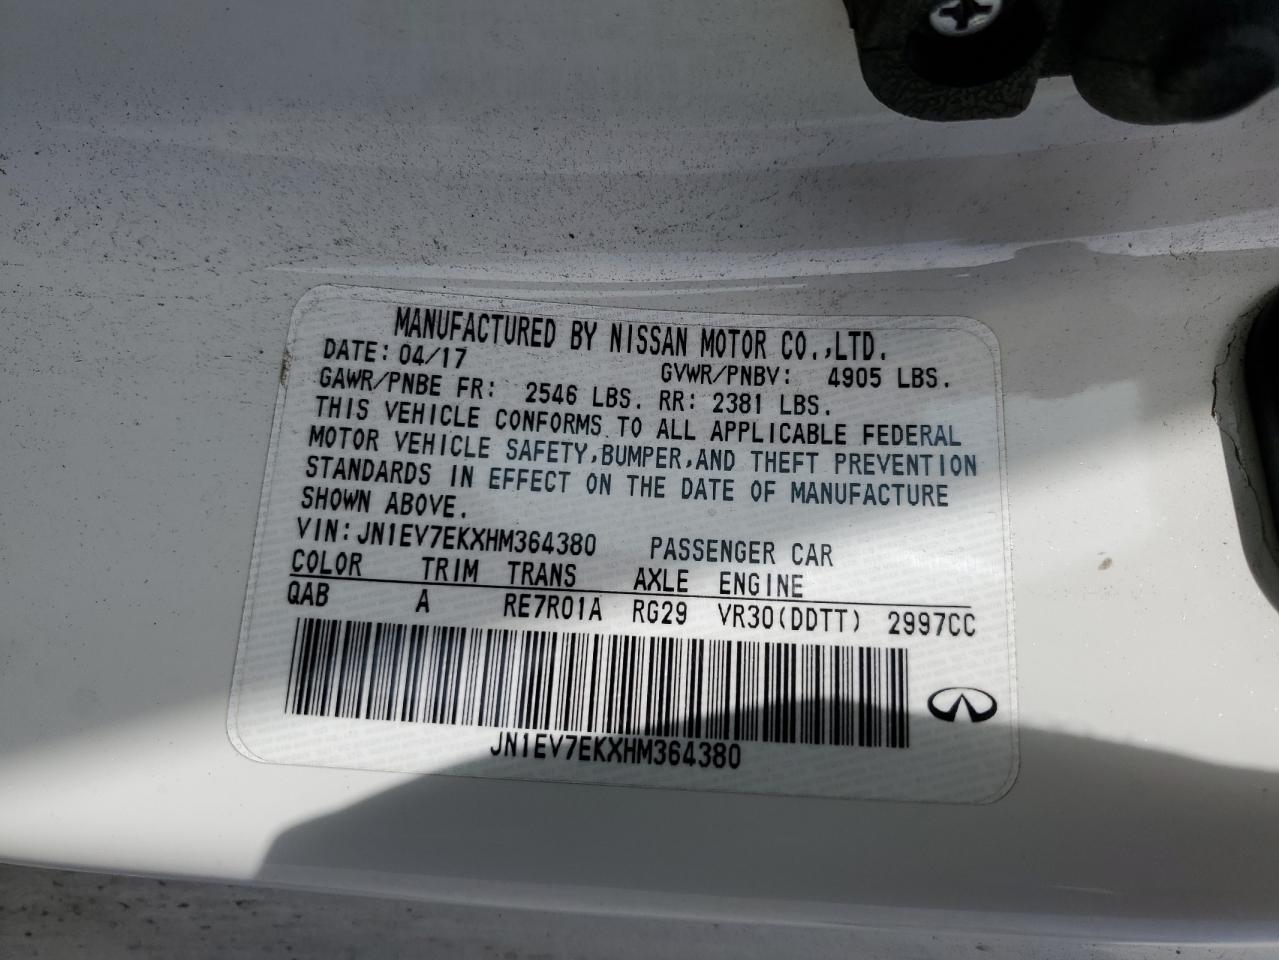 MANUFACTURED BY NISSAN MOTOR CO.,LTD.
DATE: 04/17 GVWR/PNBV: 4905 LBS.
GAWR/PNBE FR: 2546 LBS. RR: 2381 LBS.
THIS VEHICLE CONFORMS TO ALL APPLICABLE FEDERAL
MOTOR VEHICLE SAFETY,BUMPER,AND THEFT PREVENTION
STANDARDS IN EFFECT ON THE DATE OF MANUFACTURE
SHOWN ABOVE.
VIN:JN1EV7EKXHM364380 PASSENGER CAR
COLOR TRIM TRANS AXLE ENGINE
QAB A RE7R01A RG29 VR30(DDTT) 2997CC
JN1EV7EKXHM364380